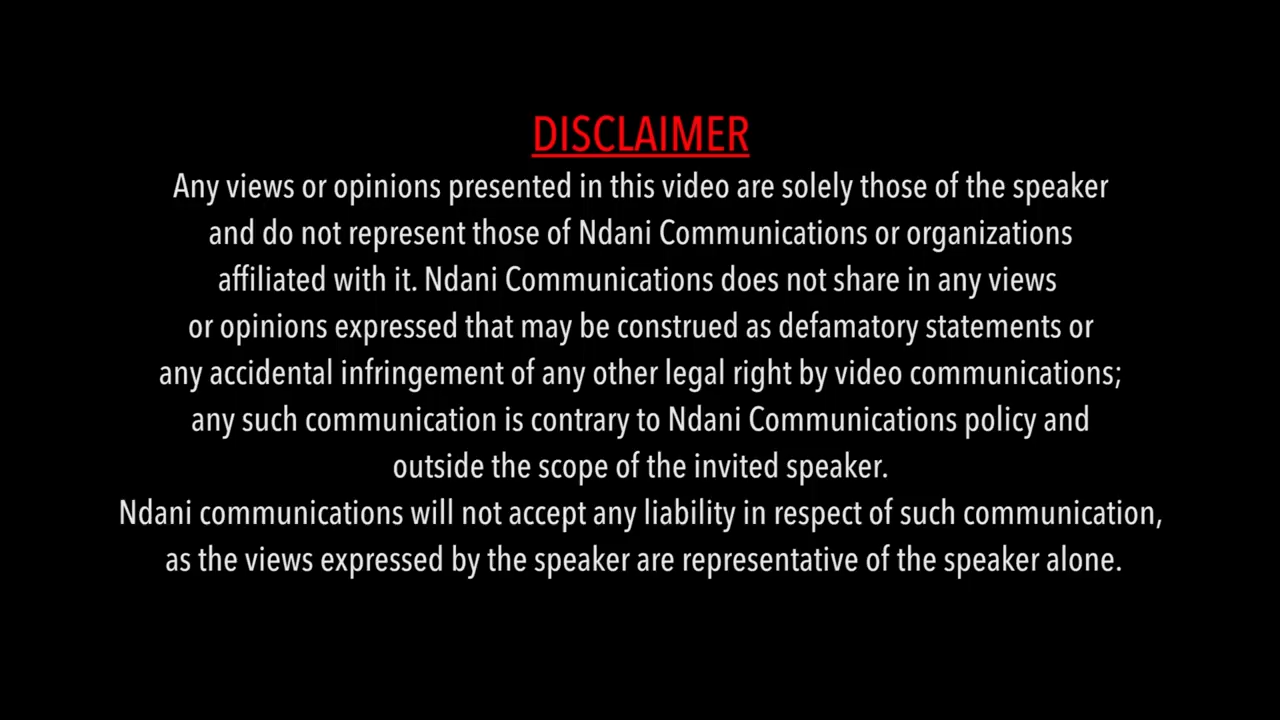 DISCLAIMER
Any views or opinions presented in this video are solely those of the speaker
and do not represent those of Ndani Communications or organizations
affiliated with it. Ndani Communications does not share in any views
or opinions expressed that may be construed as defamatory statements or
any accidental infringement of any other legal right by video communications;
any such communication is contrary to Ndani Communications policy and
outside the scope of the invited speaker.
Ndani communications will not accept any liability in respect of such communication,
as the views expressed by the speaker are representative of the speaker alone.